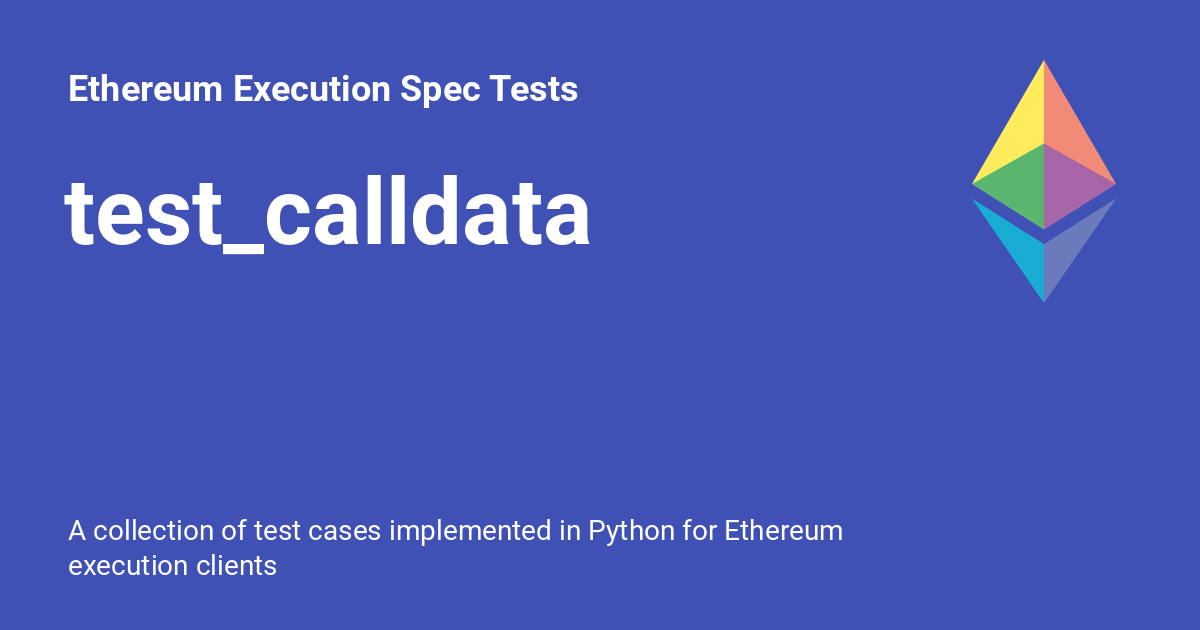 Ethereum Execution Spec Tests
test_calldata
A collection of test cases implemented in Python for Ethereum
execution clients